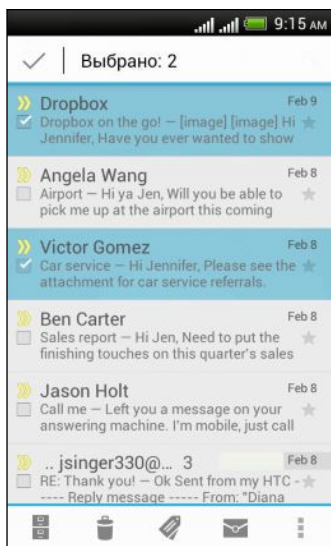 9:15 AM
Выбрано: 2
Dropbox Feb 9
Dropbox on the go! — [image] [image] Hi
Jennifer, Have you ever wanted to show
Angela Wang Feb 8
Airport — Hi ya Jen, Will you be able to
pick me up at the airport this coming
Victor Gomez Feb 8
Car service — Hi Jennifer, Please see the
attachment for car service referrals.
Ben Carter Feb 8
Sales report — Hi Jen, Need to put the
finishing touches on this quarter's sales
Jason Holt Feb 8
Call me — Left you a message on your
answering machine. I'm mobile, just call
.. jsinger330@... 3 Feb 8
RE: Thank you! — Ok Sent from my HTC -
---- Reply message ----- From: "Diana